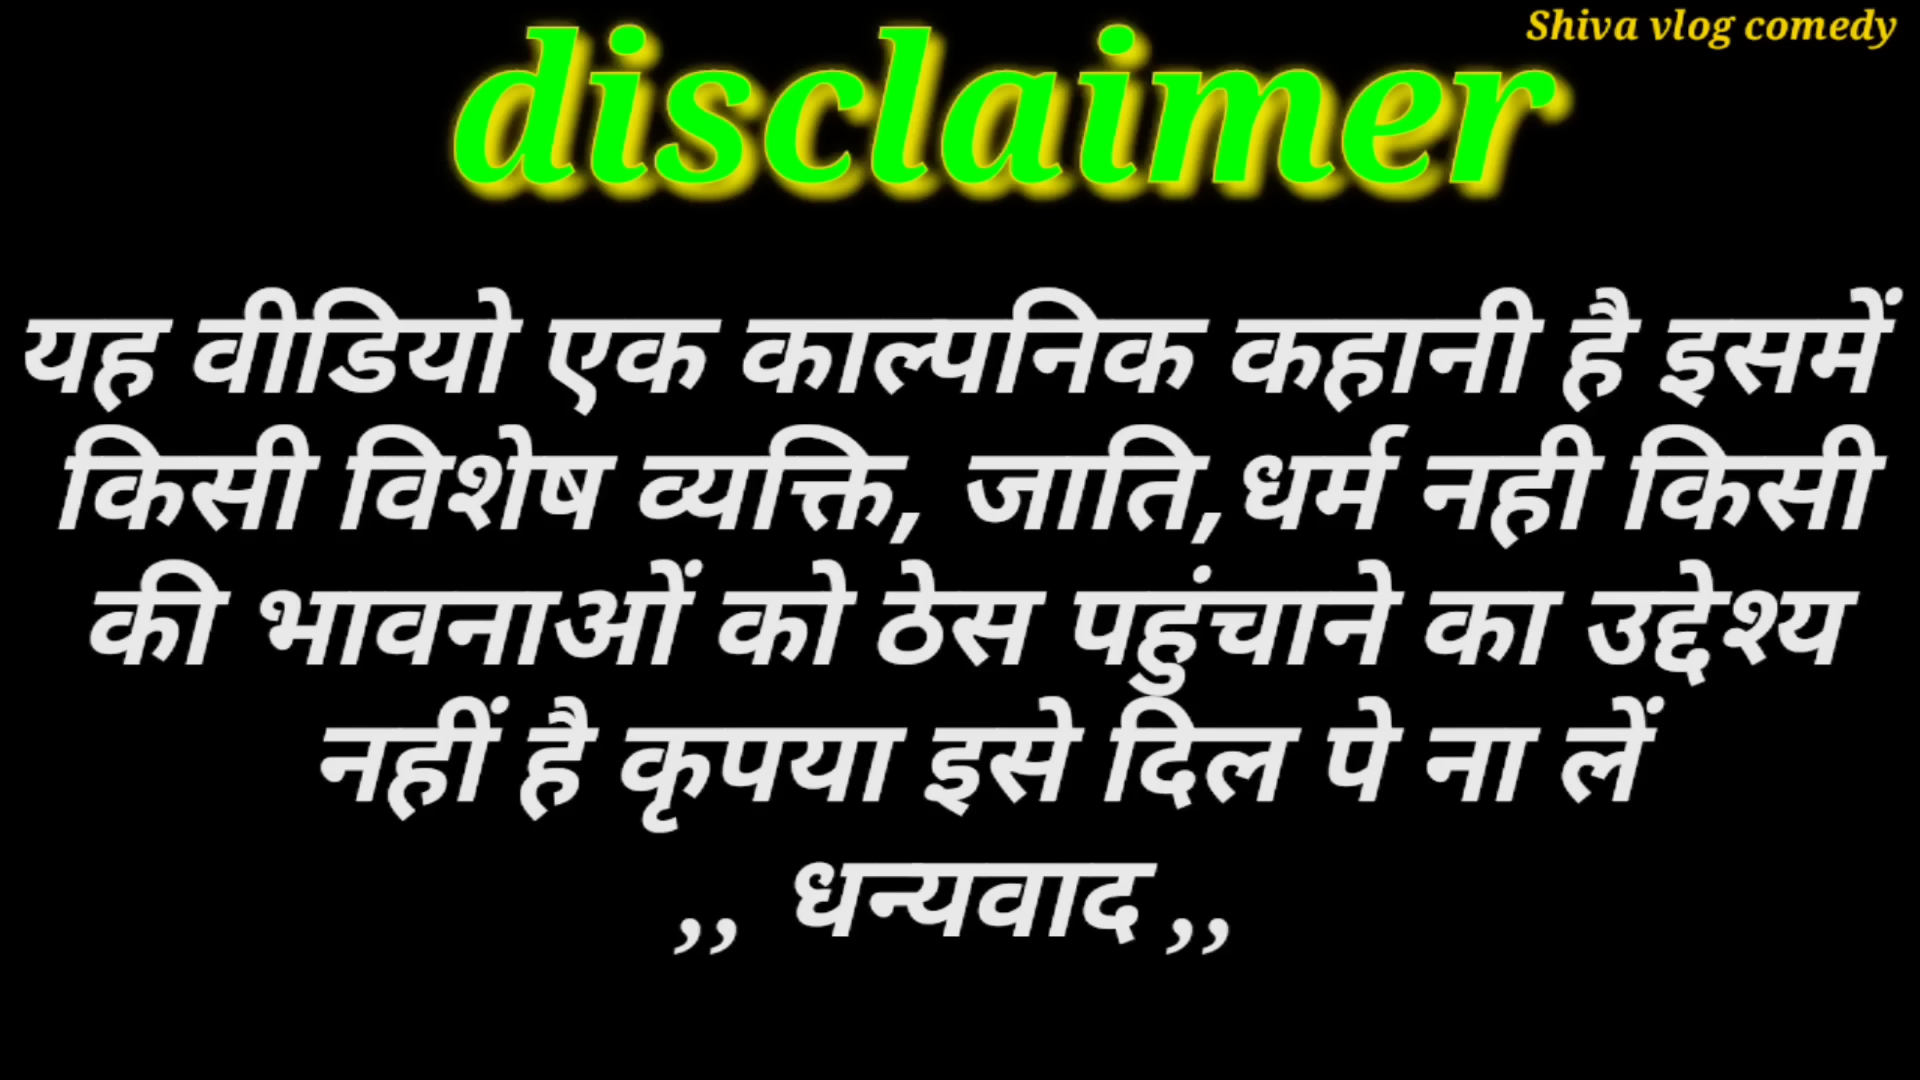 Shiva vlog comedy
disclaimer
यह वीडियो एक काल्पनिक कहानी है इसमें
किसी विशेष व्यक्ति, जाति,धर्म नही किसी
की भावनाओं को ठेस पहुंचाने का उद्देश्य
नहीं है कृपया इसे दिल पे ना लें
,, धन्यवाद ,,